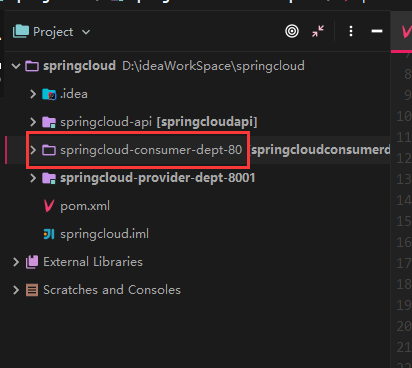 Project
springcloud D:\ideaWorkSpace\springcloud
.idea
springcloud-api [springcloudapi]
springcloud-consumer-dept-80 [springcloudconsumerd
springcloud-provider-dept-8001
pom.xml
springcloud.iml
External Libraries
Scratches and Consoles